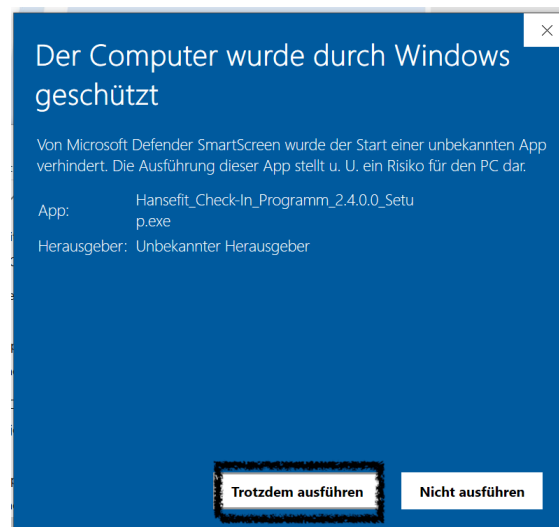 Der Computer wurde durch Windows
geschützt
Von Microsoft Defender SmartScreen wurde der Start einer unbekannten App
verhindert. Die Ausführung dieser App stellt u. U. ein Risiko für den PC dar.
App: Hansefit_Check-In_Programm_2.4.0.0_Setu
p.exe
Herausgeber: Unbekannter Herausgeber
Trotzdem ausführen Nicht ausführen